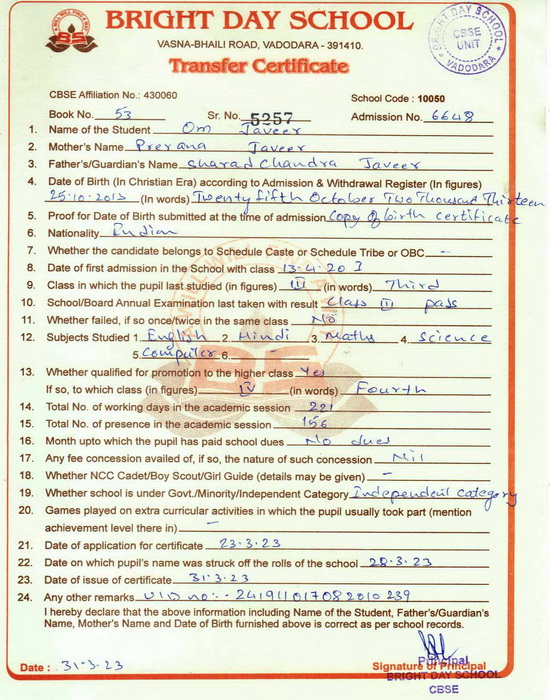 BRIGHT DAY SCHOOL
VASNA-BHAILI ROAD, VADODARA - 391410.
BRIGHT DAY SCHOOL CBSE UNIT VADODARA
Transfer Certificate
CBSE Affiliation No.: 430060
School Code : 10050
Book No. 53 Sr. No. 5257 Admission No. 6648
1. Name of the Student Om Javeer
2. Mother's Name Prerana Javeer
3. Father's/Guardian's Name Sharad Chandra Javeer
4. Date of Birth (In Christian Era) according to Admission & Withdrawal Register (In figures)
25.10.2013 (In words) Twenty fifth October Two Thousand Thirteen
5. Proof for Date of Birth submitted at the time of admission Copy of birth certificate
6. Nationality Indian
7. Whether the candidate belongs to Schedule Caste or Schedule Tribe or OBC -
8. Date of first admission in the School with class 13.4.20 I
9. Class in which the pupil last studied (in figures) III (in words) Third
10. School/Board Annual Examination last taken with result Class III pass
11. Whether failed, if so once/twice in the same class No
12. Subjects Studied 1. English 2. Hindi 3. Maths 4. Science
5. Computer 6. -
13. Whether qualified for promotion to the higher class Yes
If so, to which class (in figures) IV (in words) Fourth
14. Total No. of working days in the academic session 221
15. Total No. of presence in the academic session 156
16. Month upto which the pupil has paid school dues No dues
17. Any fee concession availed of, if so, the nature of such concession Nil
18. Whether NCC Cadet/Boy Scout/Girl Guide (details may be given) -
19. Whether school is under Govt./Minority/Independent Category Independent category
20. Games played on extra curricular activities in which the pupil usually took part (mention
achievement level there in) -
21. Date of application for certificate 23.3.23
22. Date on which pupil's name was struck off the rolls of the school 28.3.23
23. Date of issue of certificate 31.3.23
24. Any other remarks UID no:- 241911017082010239
I hereby declare that the above information including Name of the Student, Father's/Guardian's
Name, Mother's Name and Date of Birth furnished above is correct as per school records.
Date : 31.3.23
Signature of Principal
Principal
BRIGHT DAY SCHOOL
CBSE